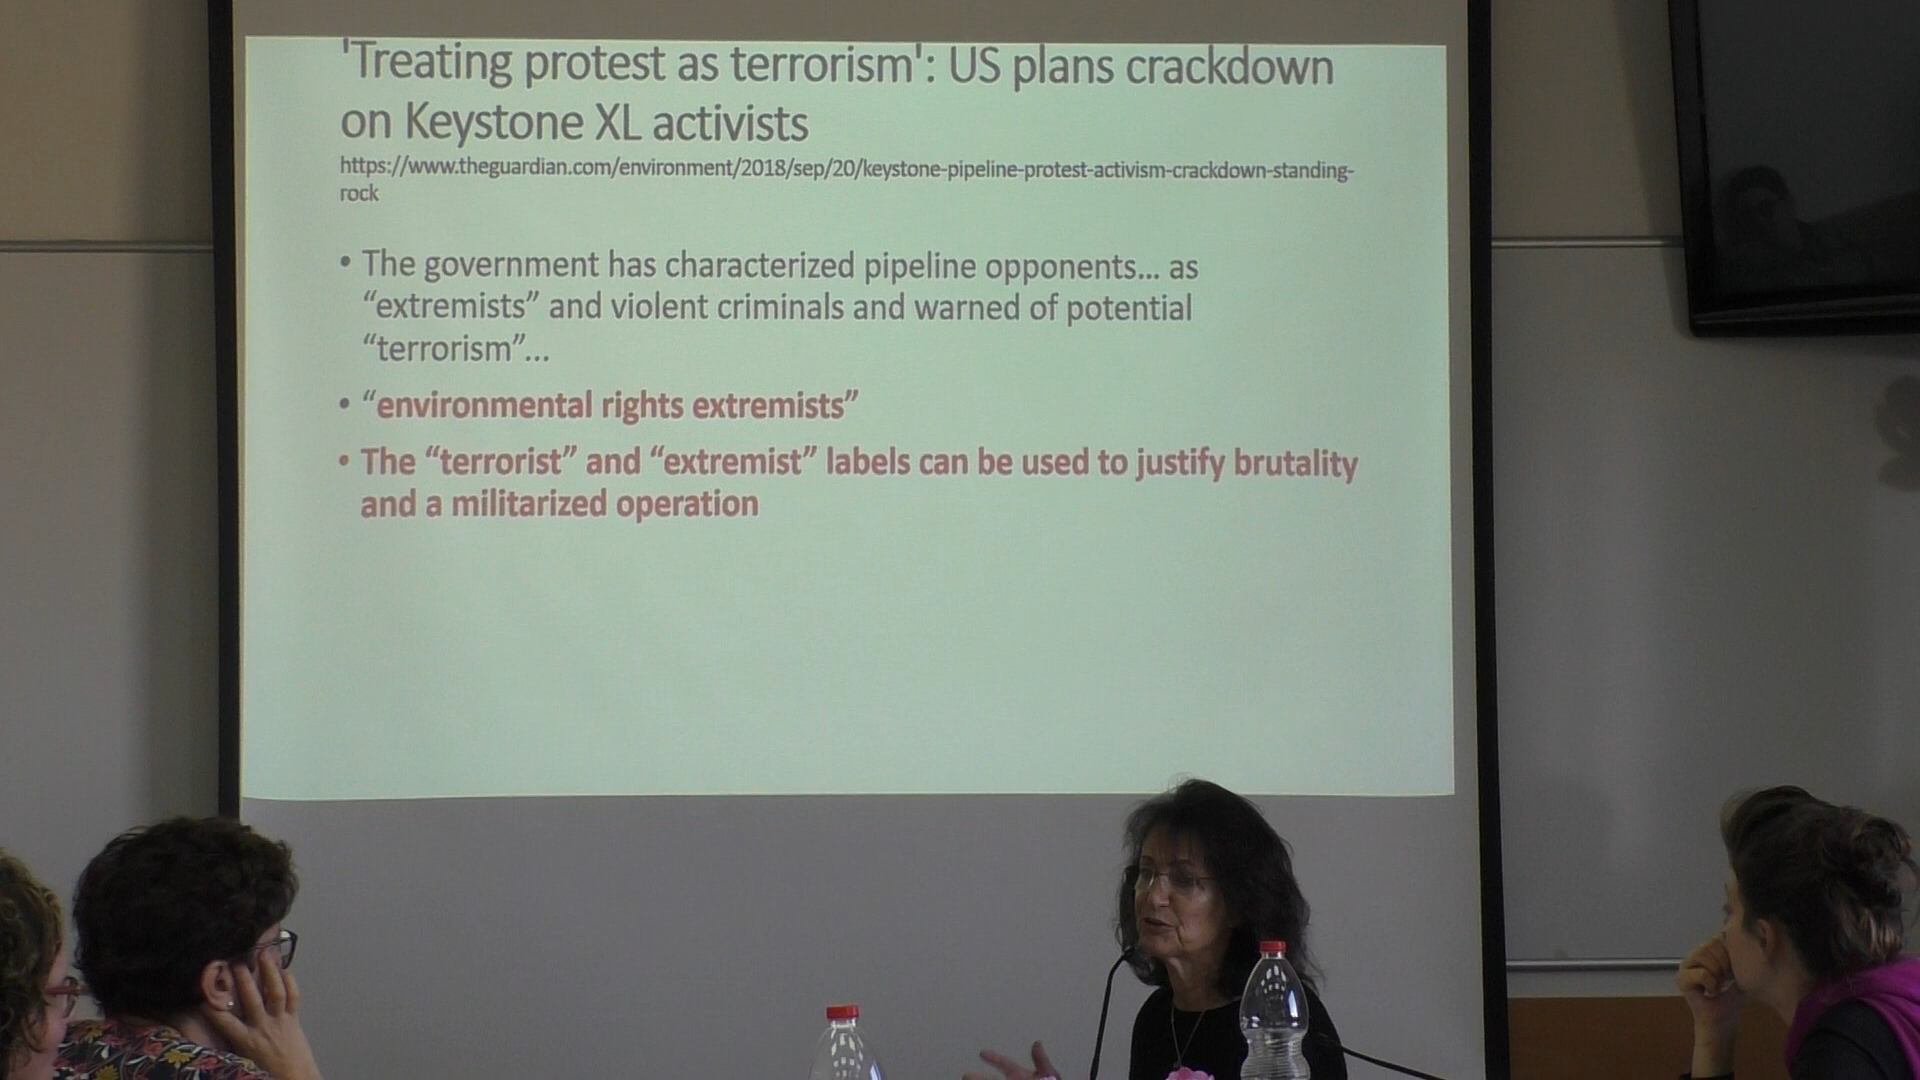 'Treating protest as terrorism': US plans crackdown
on Keystone XL activists
https://www.theguardian.com/environment/2018/sep/20/keystone-pipeline-protest-activism-crackdown-standing-
rock
• The government has characterized pipeline opponents... as
“extremists” and violent criminals and warned of potential
“terrorism”...
• “environmental rights extremists”
• The “terrorist” and “extremist” labels can be used to justify brutality
and a militarized operation